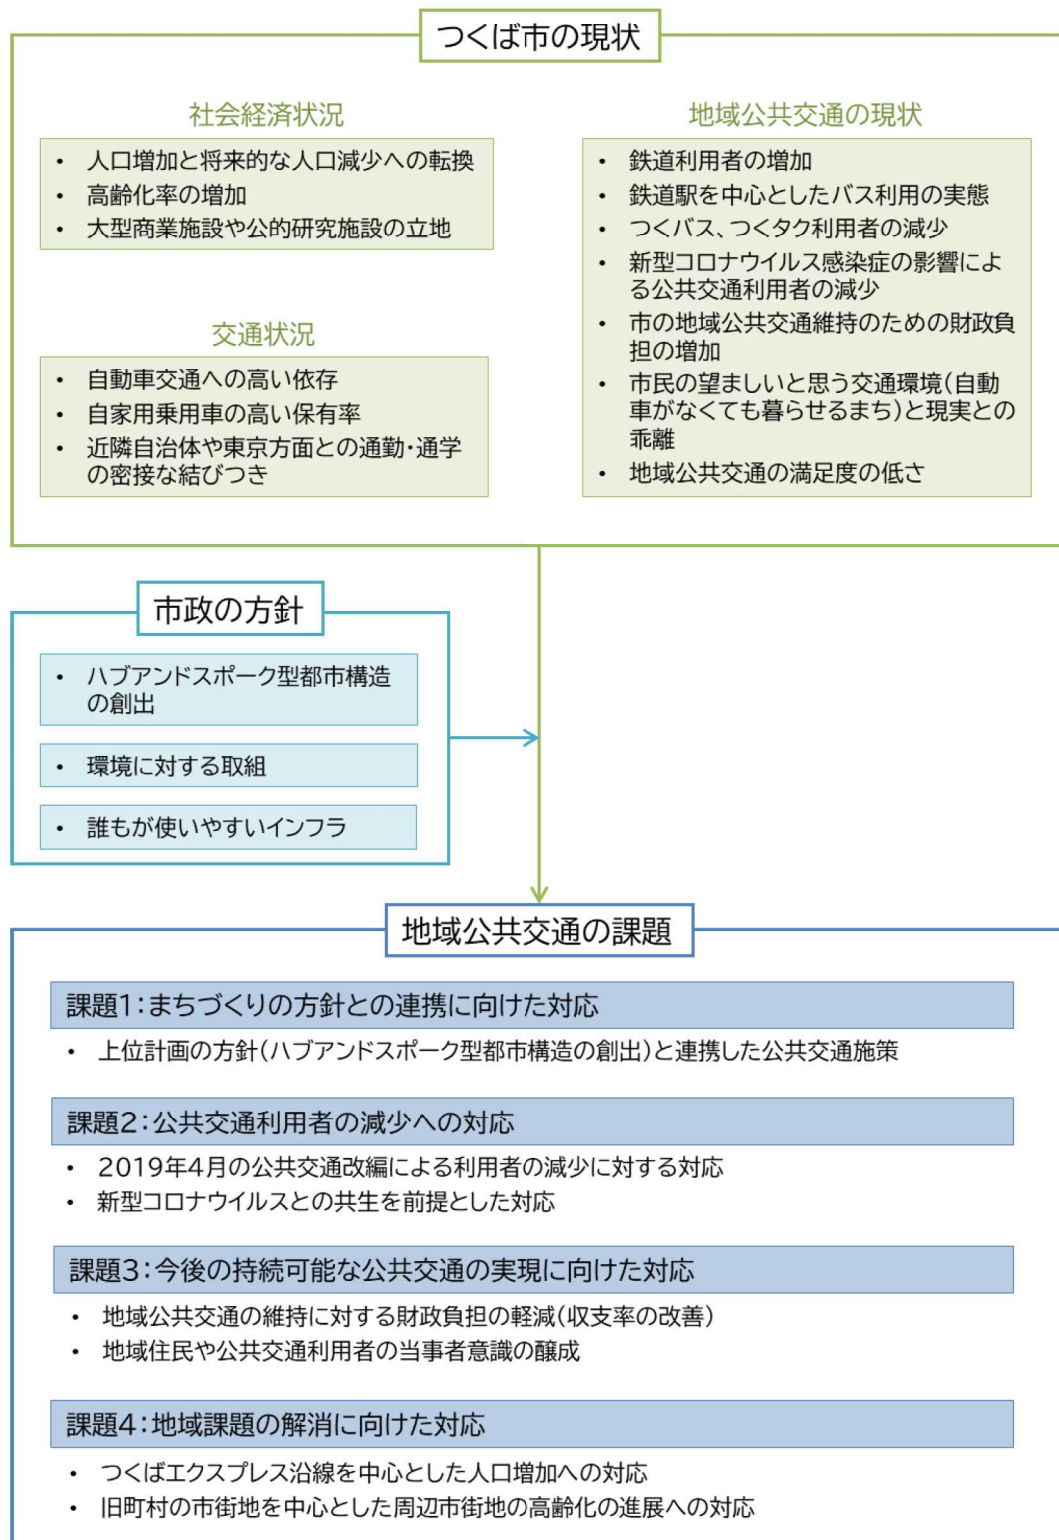 つくば市の現状
社会経済状況
• 人口増加と将来的な人口減少への転換
• 高齢化率の増加
• 大型商業施設や公的研究施設の立地
交通状況
• 自動車交通への高い依存
• 自家用乗用車の高い保有率
• 近隣自治体や東京方面との通勤・通学
の密接な結びつき
地域公共交通の現状
• 鉄道利用者の増加
• 鉄道駅を中心としたバス利用の実態
• つくバス、つくタク利用者の減少
• 新型コロナウイルス感染症の影響によ
る公共交通利用者の減少
• 市の地域公共交通維持のための財政負
担の増加
• 市民の望ましいと思う交通環境(自動
車がなくても暮らせるまち)と現実との
乖離
• 地域公共交通の満足度の低さ
市政の方針
• ハブアンドスポーク型都市構造
の創出
• 環境に対する取組
• 誰もが使いやすいインフラ
地域公共交通の課題
課題1:まちづくりの方針との連携に向けた対応
• 上位計画の方針(ハブアンドスポーク型都市構造の創出)と連携した公共交通施策
課題2:公共交通利用者の減少への対応
• 2019年4月の公共交通改編による利用者の減少に対する対応
• 新型コロナウイルスとの共生を前提とした対応
課題3:今後の持続可能な公共交通の実現に向けた対応
• 地域公共交通の維持に対する財政負担の軽減(収支率の改善)
• 地域住民や公共交通利用者の当事者意識の醸成
課題4:地域課題の解消に向けた対応
• つくばエクスプレス沿線を中心とした人口増加への対応
• 旧町村の市街地を中心とした周辺市街地の高齢化の進展への対応